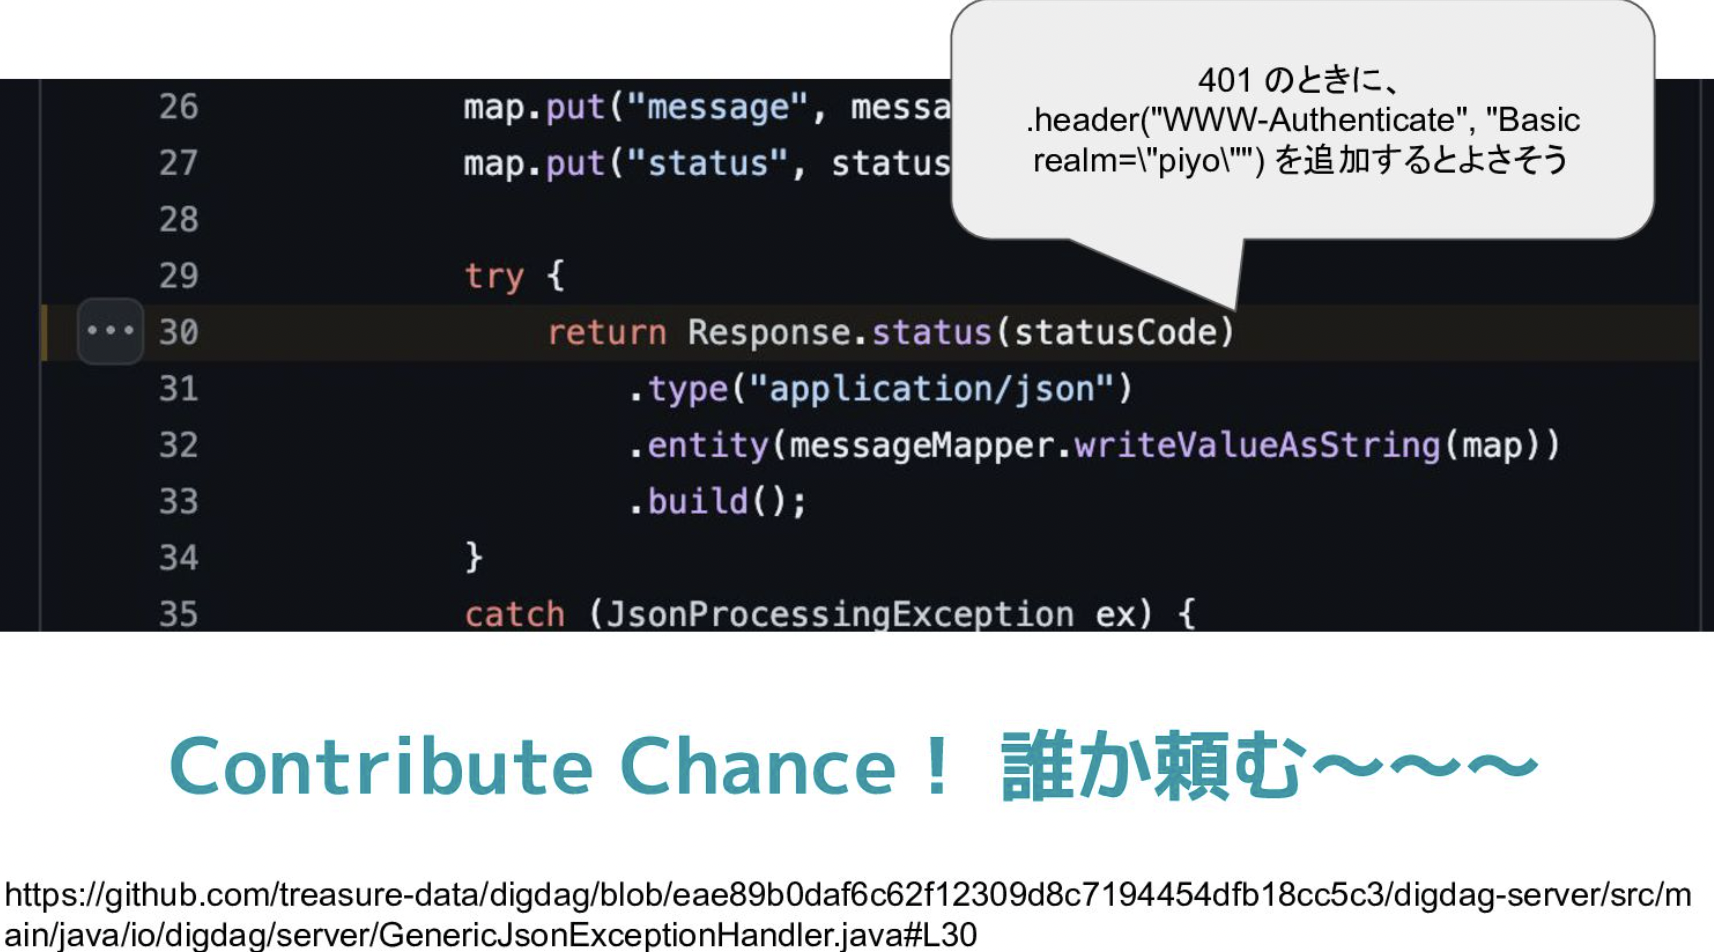 401 のときに、
.header("WWW-Authenticate", "Basic
realm=\"piyo\"") を追加するとよさそう
26 map.put("message", messa
27 map.put("status", status
28
29 try {
30 return Response.status(statusCode)
31 .type("application/json")
32 .entity(messageMapper.writeValueAsString(map))
33 .build();
34 }
35 catch (JsonProcessingException ex) {
Contribute Chance！ 誰か頼む〜〜〜
https://github.com/treasure-data/digdag/blob/eae89b0daf6c62f12309d8c7194454dfb18cc5c3/digdag-server/src/m
ain/java/io/digdag/server/GenericJsonExceptionHandler.java#L30